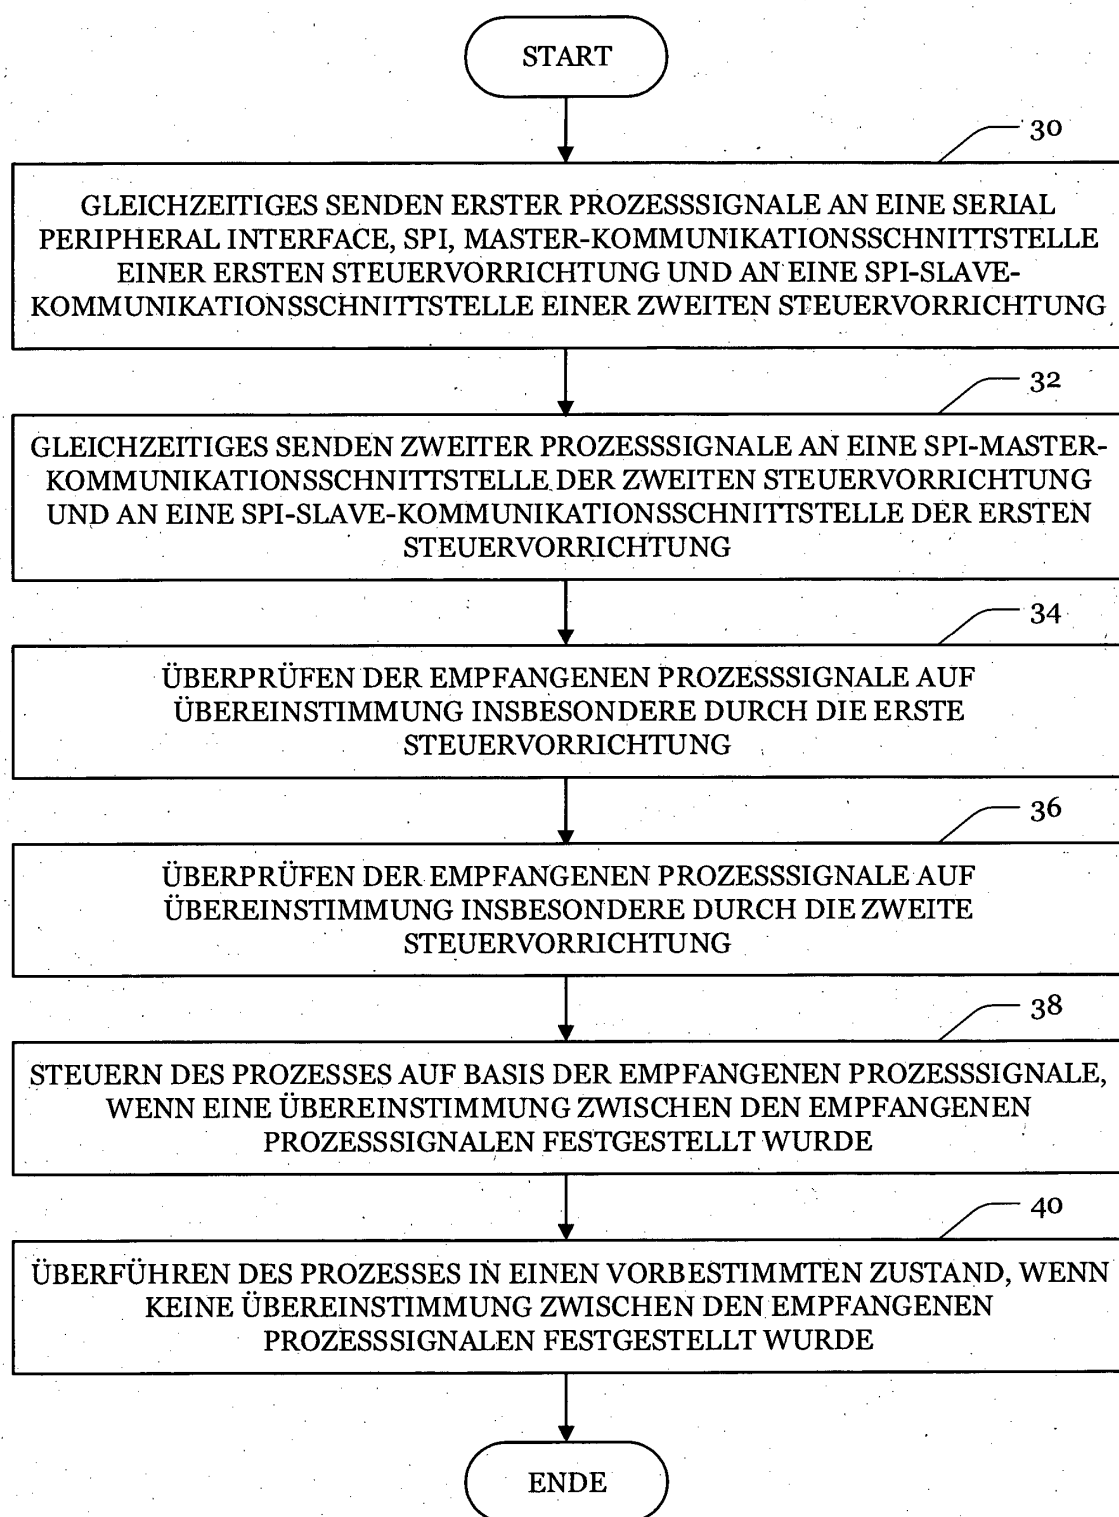 START
30
GLEICHZEITIGES SENDEN ERSTER PROZESSSIGNALE AN EINE SERIAL
PERIPHERAL INTERFACE, SPI, MASTER-KOMMUNIKATIONSSCHNITTSTELLE
EINER ERSTEN STEUERVORRICHTUNG UND AN EINE SPI-SLAVE-
KOMMUNIKATIONSSCHNITTSTELLE EINER ZWEITEN STEUERVORRICHTUNG
32
GLEICHZEITIGES SENDEN ZWEITER PROZESSSIGNALE AN EINE SPI-MASTER-
KOMMUNIKATIONSSCHNITTSTELLE DER ZWEITEN STEUERVORRICHTUNG
UND AN EINE SPI-SLAVE-KOMMUNIKATIONSSCHNITTSTELLE DER ERSTEN
STEUERVORRICHTUNG
34
ÜBERPRÜFEN DER EMPFANGENEN PROZESSSIGNALE AUF
ÜBEREINSTIMMUNG INSBESONDERE DURCH DIE ERSTE
STEUERVORRICHTUNG
36
ÜBERPRÜFEN DER EMPFANGENEN PROZESSSIGNALE AUF
ÜBEREINSTIMMUNG INSBESONDERE DURCH DIE ZWEITE
STEUERVORRICHTUNG
38
STEUERN DES PROZESSES AUF BASIS DER EMPFANGENEN PROZESSSIGNALE,
WENN EINE ÜBEREINSTIMMUNG ZWISCHEN DEN EMPFANGENEN
PROZESSSIGNALEN FESTGESTELLT WURDE
40
ÜBERFÜHREN DES PROZESSES IN EINEN VORBESTIMMTEN ZUSTAND, WENN
KEINE ÜBEREINSTIMMUNG ZWISCHEN DEN EMPFANGENEN
PROZESSSIGNALEN FESTGESTELLT WURDE
ENDE